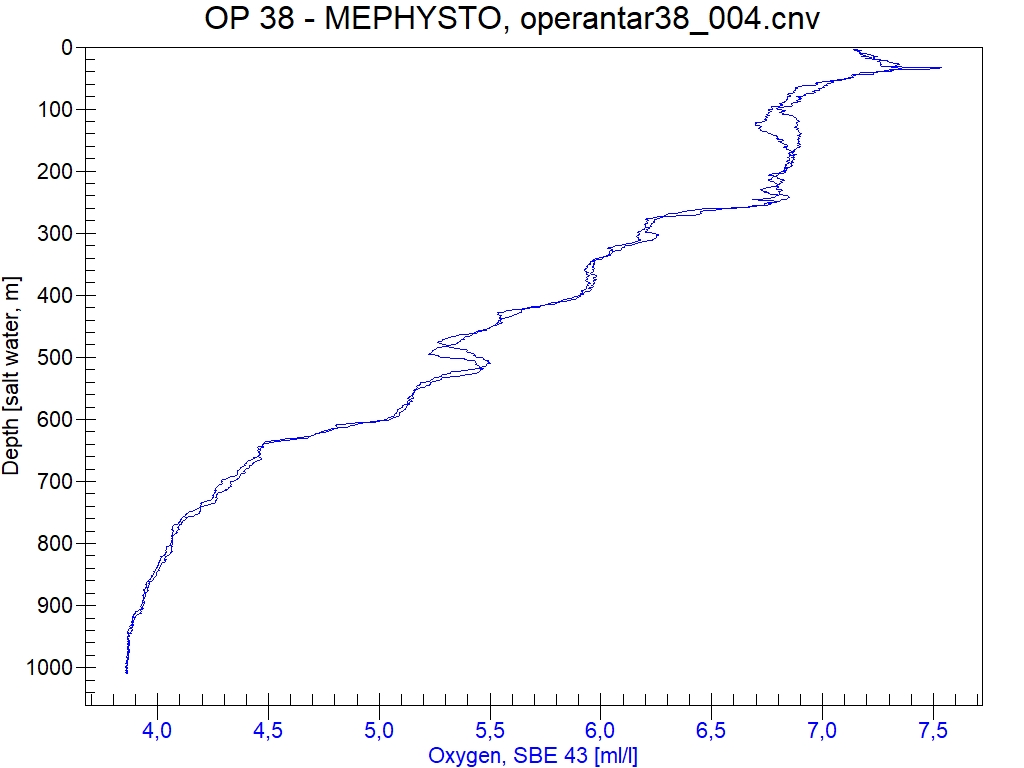 OP 38 - MEPHYSTO, operantar38_004.cnv
0
100
200
300
400
500
600
700
800
900
1000
Depth [salt water, m]
4,0 4,5 5,0 5,5 6,0 6,5 7,0 7,5
Oxygen, SBE 43 [ml/l]